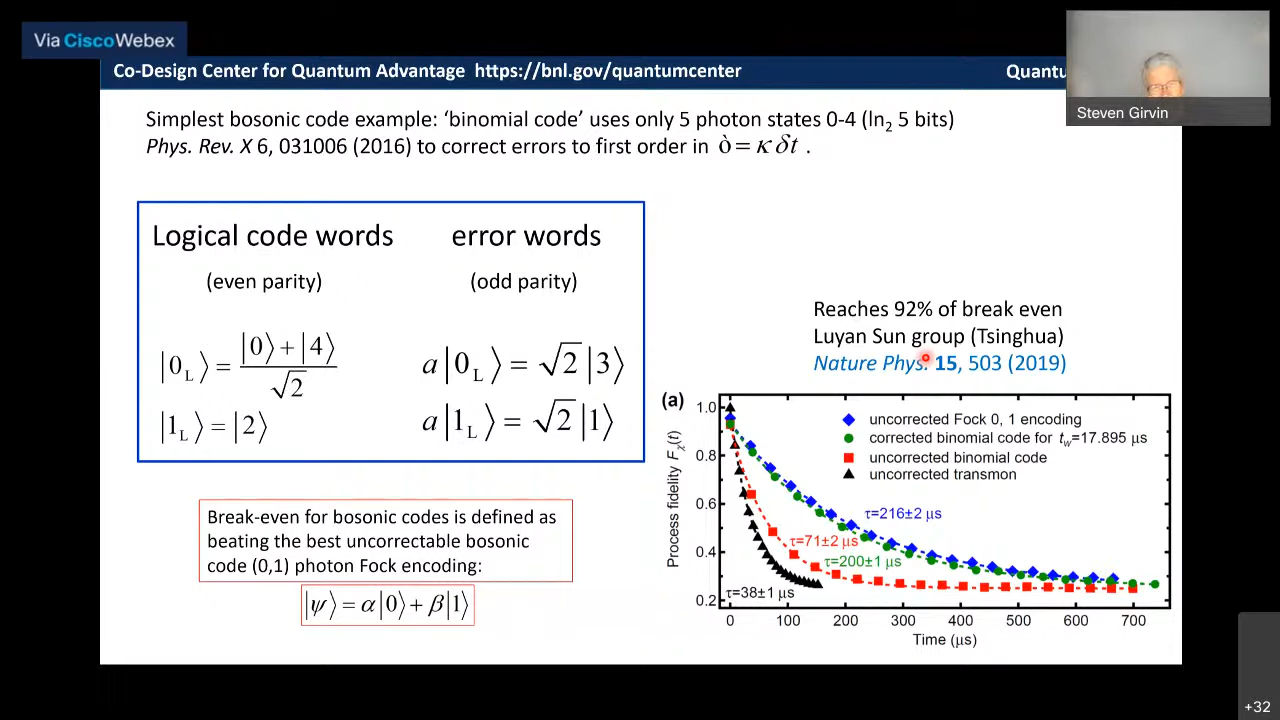 Via CiscoWebex
Co-Design Center for Quantum Advantage https://bnl.gov/quantumcenter
Quant
Steven Girvin
Simplest bosonic code example: ‘binomial code’ uses only 5 photon states 0-4 (ln₂ 5 bits)
Phys. Rev. X 6, 031006 (2016) to correct errors to first order in ò = κ δt .
Logical code words
error words
(even parity)
(odd parity)
|0_L⟩ = (|0⟩+|4⟩)/√2
a|0_L⟩ = √2|3⟩
|1_L⟩ = |2⟩
a|1_L⟩ = √2|1⟩
Break-even for bosonic codes is defined as
beating the best uncorrectable bosonic
code (0,1) photon Fock encoding:
|ψ⟩ = α|0⟩ + β|1⟩
Reaches 92% of break even
Luyan Sun group (Tsinghua)
Nature Phys. 15, 503 (2019)
(a)
uncorrected Fock 0, 1 encoding
corrected binomial code for t_w=17.895 μs
uncorrected binomial code
uncorrected transmon
τ=216±2 μs
τ=71±2 μs
τ=200±1 μs
τ=38±1 μs
Process fidelity F_χ(t)
1.0
0.8
0.6
0.4
0.2
0 100 200 300 400 500 600 700
Time (μs)
+32